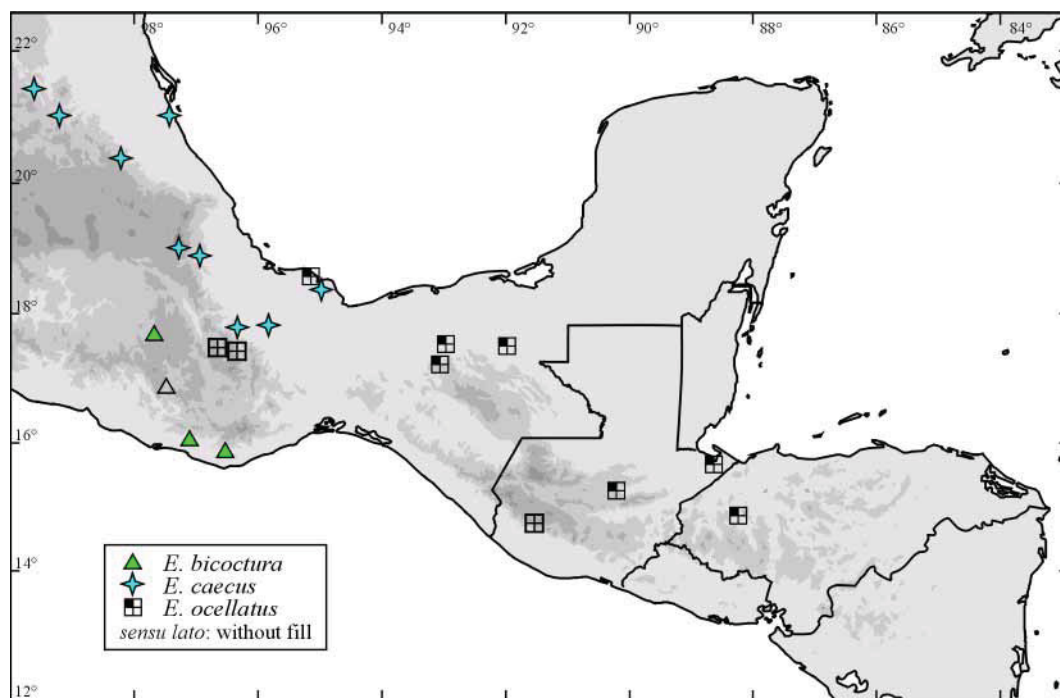 98° 96° 94° 92° 90° 88° 86° 84°
22°
20°
18°
16°
14°
12°
E. bicoctura
E. caecus
E. ocellatus
sensu lato: without fill